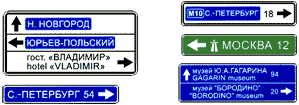 Н. НОВГОРОД
ЮРЬЕВ-ПОЛЬСКИЙ
гост. «ВЛАДИМИР»
hotel «VLADIMIR»
С.-ПЕТЕРБУРГ 54
М10 С.-ПЕТЕРБУРГ 18
МОСКВА 12
музей Ю.А.ГАГАРИНА 94
GAGARIN museum
музей "БОРОДИНО" 20
"BORODINO" museum